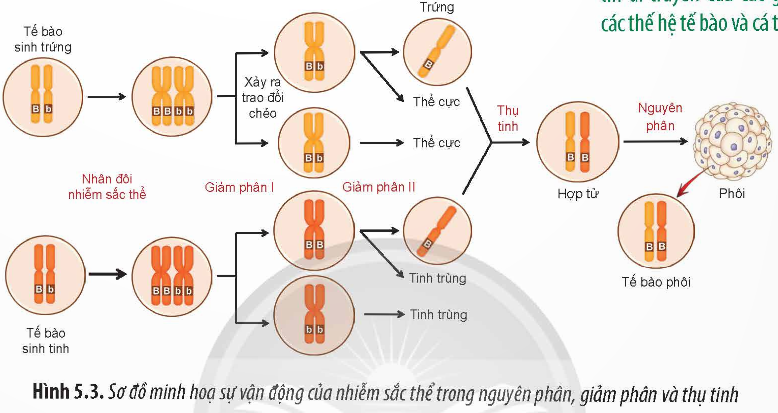 các thế hệ tế bào và cá t
Tế bào
sinh trứng
B b
B B b b
Xảy ra
trao đổi
chéo
B b
B b
Trứng
B
Thể cực
Thể cực
Nhân đôi
nhiễm sắc thể
Giảm phân I
Giảm phân II
Thụ
tinh
B B
Hợp tử
Nguyên
phân
Phôi
B B
Tế bào phôi
B b
Tế bào
sinh tinh
B B b b
B B
b b
B
Tinh trùng
Tinh trùng
Hình 5.3. Sơ đồ minh hoạ sự vận động của nhiễm sắc thể trong nguyên phân, giảm phân và thụ tinh